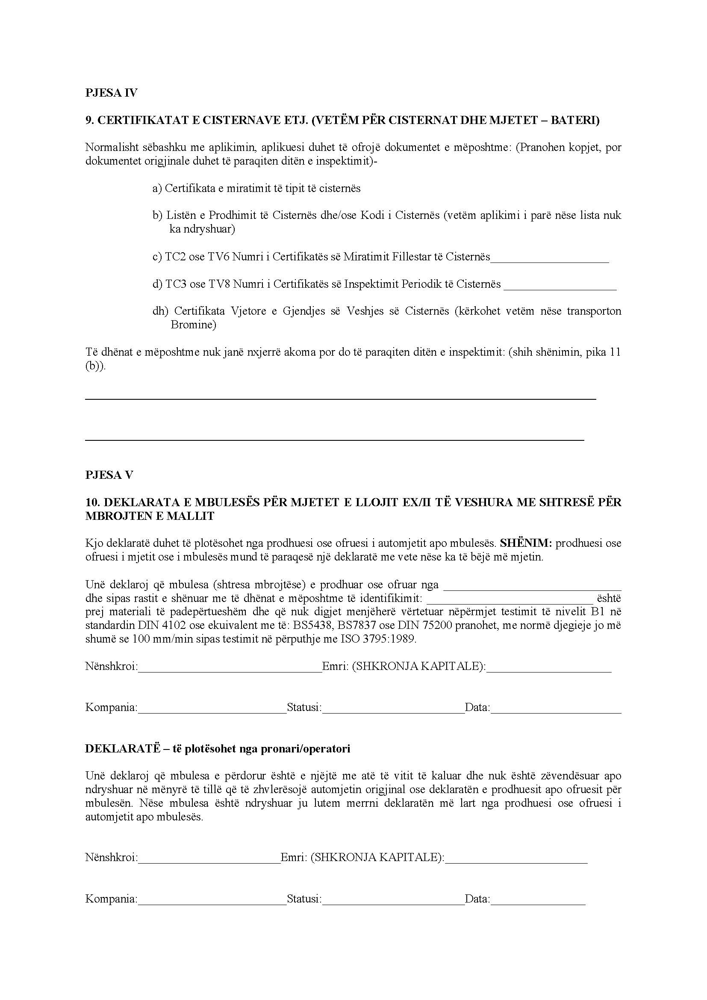 PJESA IV
9. CERTIFIKATAT E CISTERNAVE ETJ. (VETËM PËR CISTERNAT DHE MJETET – BATERI)
Normalisht sëbashku me aplikimin, aplikuesi duhet të ofrojë dokumentet e mëposhtme: (Pranohen kopjet, por
dokumentet origjinale duhet të paraqiten ditën e inspektimit)-
a) Certifikata e miratimit të tipit të cisternës
b) Listën e Prodhimit të Cisternës dhe/ose Kodi i Cisternës (vetëm aplikimi i parë nëse lista nuk
ka ndryshuar)
c) TC2 ose TV6 Numri i Certifikatës së Miratimit Fillestar të Cisternës____________________
d) TC3 ose TV8 Numri i Certifikatës së Inspektimit Periodik të Cisternës ___________________
dh) Certifikata Vjetore e Gjendjes së Veshjes së Cisternës (kërkohet vetëm nëse transporton
Bromine)
Të dhënat e mëposhtme nuk janë nxjerrë akoma por do të paraqiten ditën e inspektimit: (shih shënimin, pika 11
(b)).
PJESA V
10. DEKLARATA E MBULESËS PËR MJETET E LLOJIT EX/II TË VESHURA ME SHTRESË PËR
MBROJTEN E MALLIT
Kjo deklaratë duhet të plotësohet nga prodhuesi ose ofruesi i automjetit apo mbulesës. SHËNIM: prodhuesi ose
ofruesi i mjetit ose i mbulesës mund të paraqesë një deklaratë me vete nëse ka të bëjë më mjetin.
Unë deklaroj që mbulesa (shtresa mbrojtëse) e prodhuar ose ofruar nga ______________________________
dhe sipas rastit e shënuar me të dhënat e mëposhtme të identifikimit: ____________________________ është
prej materiali të padepërtueshëm dhe që nuk digjet menjëherë vërtetuar nëpërmjet testimit të nivelit B1 në
standardin DIN 4102 ose ekuivalent me të: BS5438, BS7837 ose DIN 75200 pranohet, me normë djegieje jo më
shumë se 100 mm/min sipas testimit në përputhje me ISO 3795:1989.
Nënshkroi:_______________________________Emri: (SHKRONJA KAPITALE):_____________________
Kompania:_________________________Statusi:________________________Data:______________________
DEKLARATË – të plotësohet nga pronari/operatori
Unë deklaroj që mbulesa e përdorur është e njëjtë me atë të vitit të kaluar dhe nuk është zëvendësuar apo
ndryshuar në mënyrë të tillë që të zhvlerësojë automjetin origjinal ose deklaratën e prodhuesit apo ofruesit për
mbulesën. Nëse mbulesa është ndryshuar ju lutem merrni deklaratën më lart nga prodhuesi ose ofruesi i
automjetit apo mbulesës.
Nënshkroi:________________________Emri: (SHKRONJA KAPITALE):________________________
Kompania:_________________________Statusi:________________________Data:________________